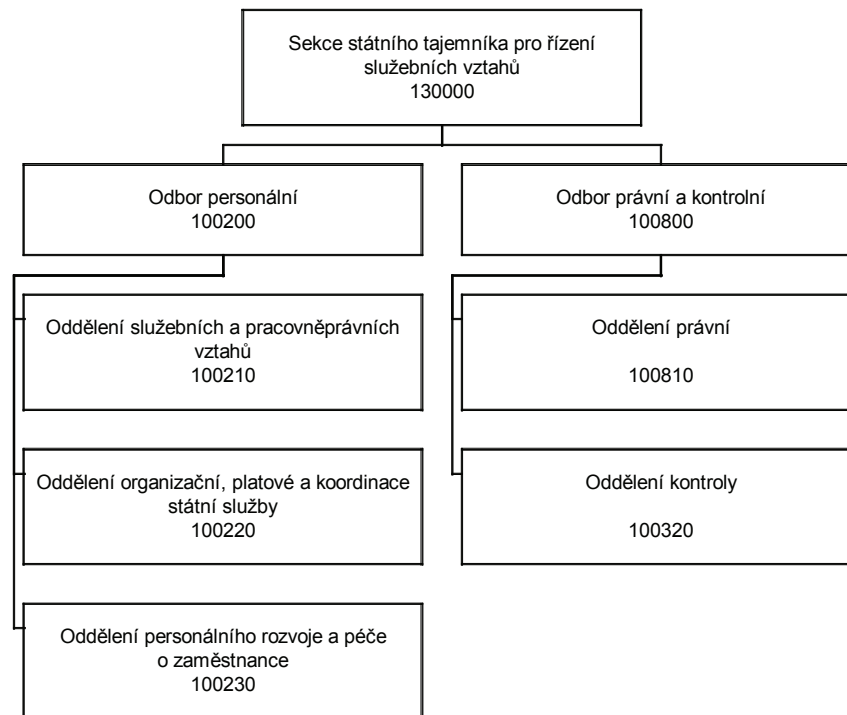 Sekce státního tajemníka pro řízení
služebních vztahů
130000
Odbor personální
100200
Odbor právní a kontrolní
100800
Oddělení služebních a pracovněprávních
vztahů
100210
Oddělení právní
100810
Oddělení organizační, platové a koordinace
státní služby
100220
Oddělení kontroly
100320
Oddělení personálního rozvoje a péče
o zaměstnance
100230